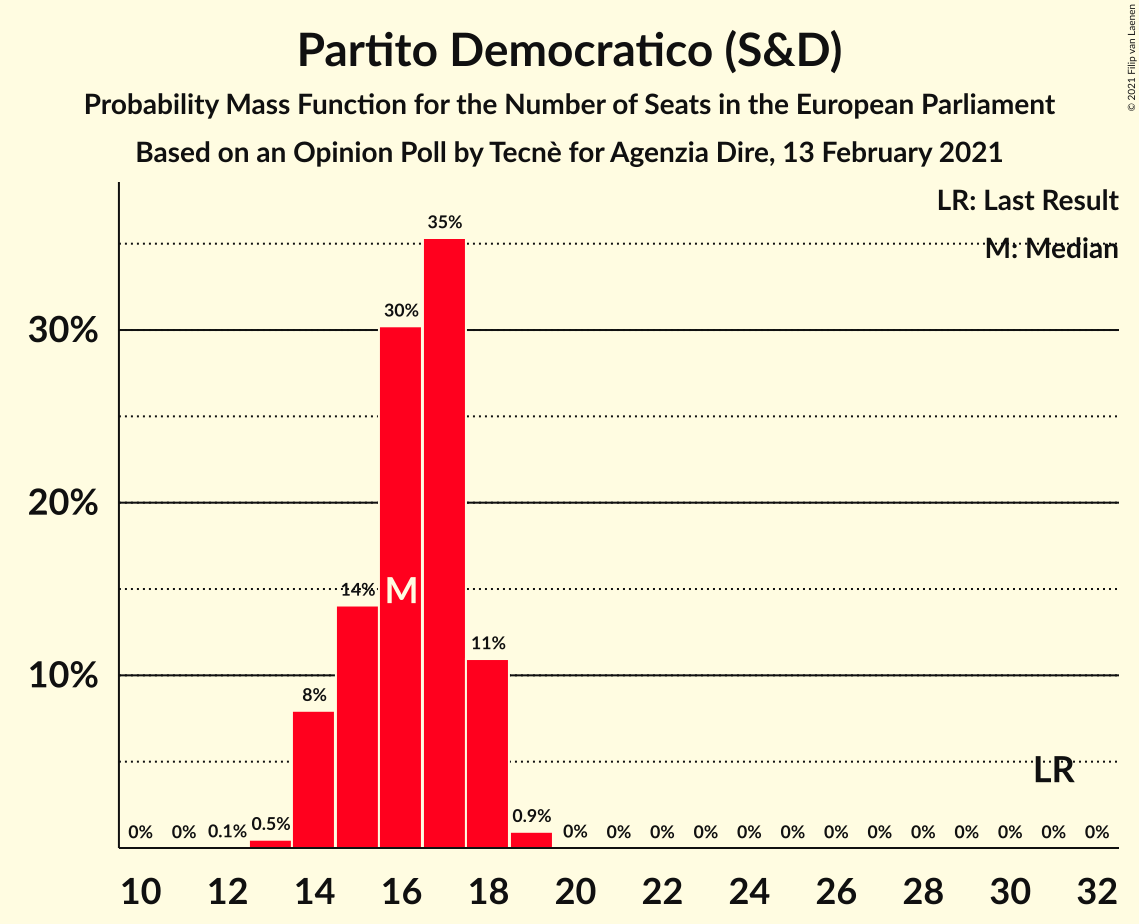 Partito Democratico (S&D)
Probability Mass Function for the Number of Seats in the European Parliament
Based on an Opinion Poll by Tecnè for Agenzia Dire, 13 February 2021
© 2021 Filip van Laenen
LR: Last Result
M: Median
35%
30%
30%
20%
14%
M
11%
10%
8%
LR
0% 0% 0.1% 0.5% 0.9% 0% 0% 0% 0% 0% 0% 0% 0% 0% 0% 0% 0% 0%
10 12 14 16 18 20 22 24 26 28 30 32